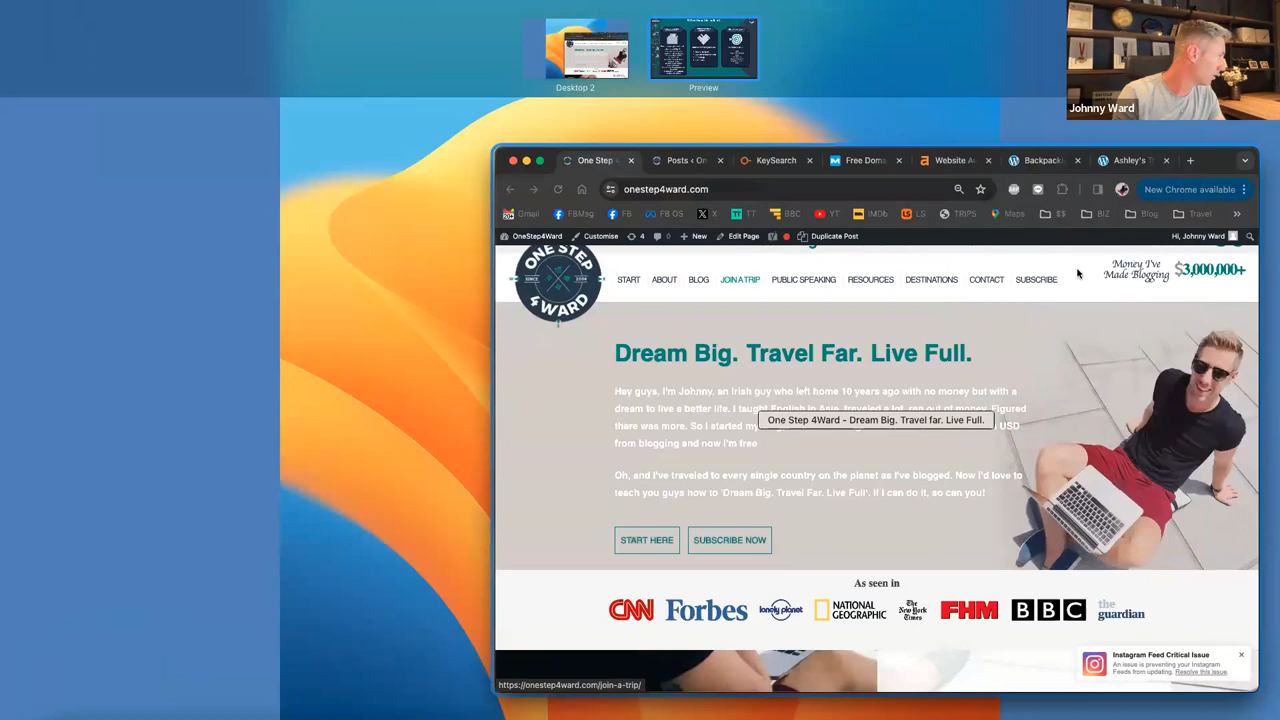 Desktop 2
Preview
Johnny Ward
One Step
Posts ‹ On
KeySearch
Free Doma
Website Au
Backpacki
Ashley's T
onestep4ward.com
New Chrome available
Gmail
FBMsg
FB
FB OS
X
TT
BBC
YT
IMDb
LG
TRIPS
Maps
$$
BIZ
Blog
Travel
OneStep4Ward
Customise
4
0
New
Edit Page
Duplicate Post
Hi, Johnny Ward
ONE STEP
SINCE
4 WARD
START
ABOUT
BLOG
JOIN A TRIP
PUBLIC SPEAKING
RESOURCES
DESTINATIONS
CONTACT
SUBSCRIBE
Money I've
Made Blogging
$3,000,000+
Dream Big. Travel Far. Live Full.
Hey guys, I'm Johnny, an Irish guy who left home 10 years ago with no money but with a
dream to live a better life. I taught English in Asia, traveled a lot, ran out of money. Figured
there was more. So I started my USD
One Step 4Ward - Dream Big. Travel far. Live Full.
from blogging and now I'm free
Oh, and I've traveled to every single country on the planet as I've blogged. Now I'd love to
teach you guys how to 'Dream Big. Travel Far. Live Full'. If I can do it, so can you!
START HERE
SUBSCRIBE NOW
As seen in
CNN
Forbes
lonely planet
NATIONAL
GEOGRAPHIC
The
New York
Times
FHM
BBC
the
guardian
Instagram Feed Critical Issue
An issue is preventing your Instagram
Feeds from updating. Resolve this issue.
https://onestep4ward.com/join-a-trip/